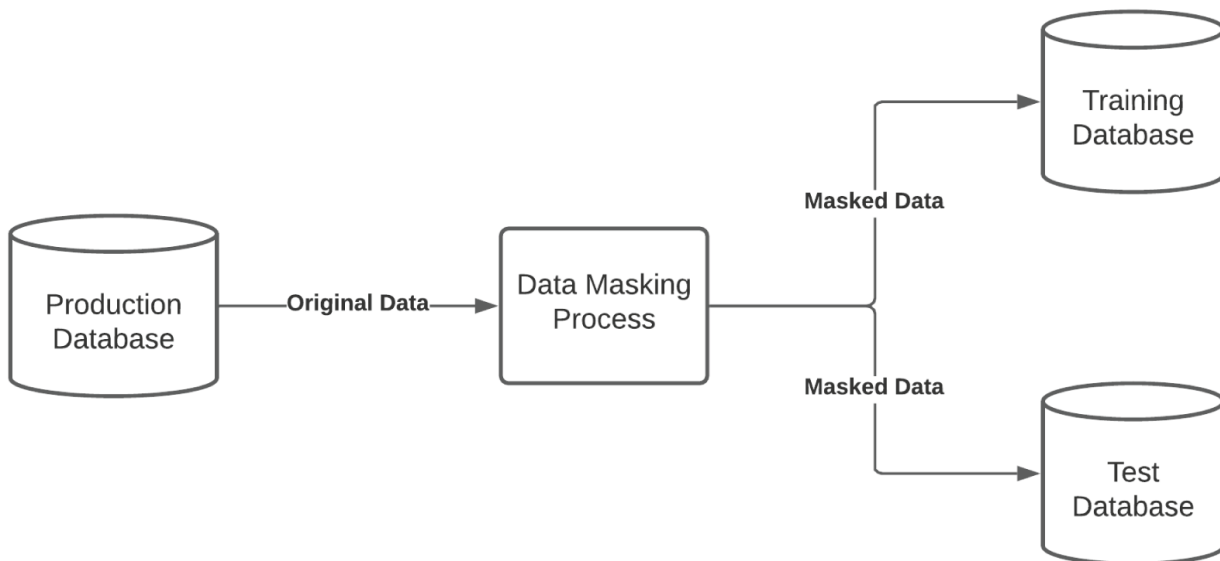 Production
Database
Original Data
Data Masking
Process
Masked Data
Training
Database
Masked Data
Test
Database